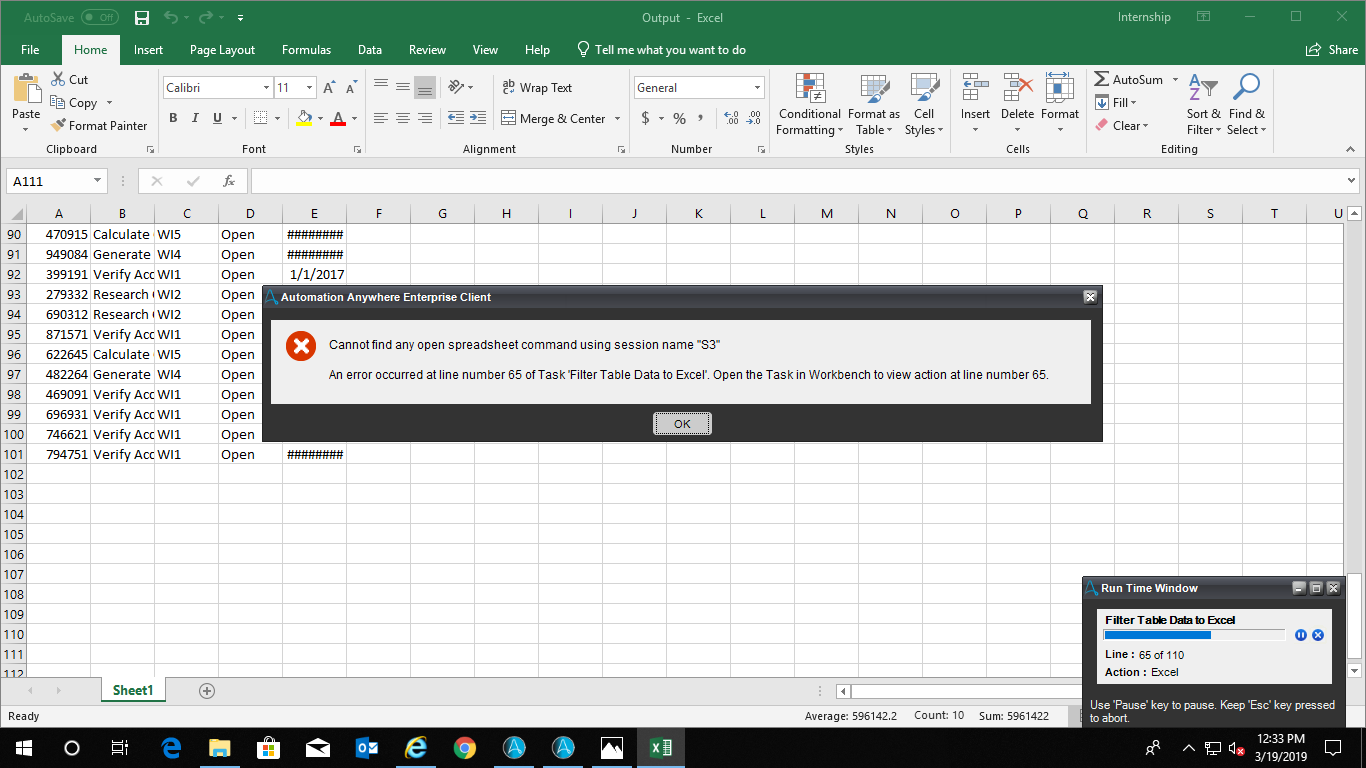 AutoSave Off
Output - Excel
Internship
File Home Insert Page Layout Formulas Data Review View Help Tell me what you want to do Share
Paste
Cut
Copy
Format Painter
Clipboard
Calibri 11
B I U
Font
Wrap Text
Merge & Center
Alignment
General
$ % ,
Number
Conditional Formatting
Format as Table
Cell Styles
Styles
Insert Delete Format
Cells
AutoSum
Fill
Clear
Sort & Filter
Find & Select
Editing
A111
fx
A B C D E F G H I J K L M N O P Q R S T U
90 470915 Calculate WI5 Open ########
91 949084 Generate WI4 Open ########
92 399191 Verify Acc WI1 Open 1/1/2017
93 279332 Research WI2 Open
94 690312 Research WI2 Open
95 871571 Verify Acc WI1 Open
96 622645 Calculate WI5 Open
97 482264 Generate WI4 Open
98 469091 Verify Acc WI1 Open
99 696931 Verify Acc WI1 Open
100 746621 Verify Acc WI1 Open
101 794751 Verify Acc WI1 Open ########
102
103
104
105
106
107
108
109
110
111
112
Automation Anywhere Enterprise Client
Cannot find any open spreadsheet command using session name "S3"
An error occurred at line number 65 of Task 'Filter Table Data to Excel'. Open the Task in Workbench to view action at line number 65.
OK
Run Time Window
Filter Table Data to Excel
Line : 65 of 110
Action : Excel
Use 'Pause' key to pause. Keep 'Esc' key pressed
to abort.
Sheet1
Ready
Average: 596142.2 Count: 10 Sum: 5961422
12:33 PM
3/19/2019